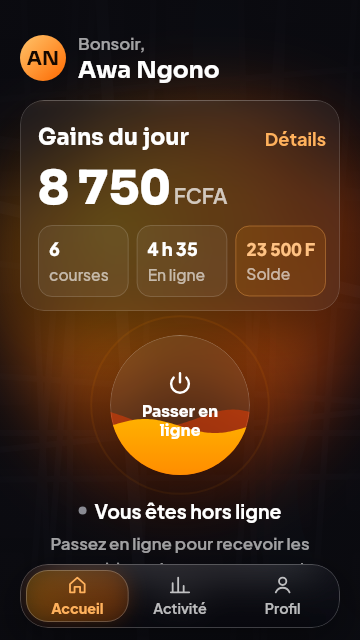 AN
Bonsoir,
Awa Ngono
Gains du jour
Détails
8 750 FCFA
6
courses
4 h 35
En ligne
23 500 F
Solde
Passer en
ligne
Vous êtes hors ligne
Passez en ligne pour recevoir les
Accueil
Activité
Profil